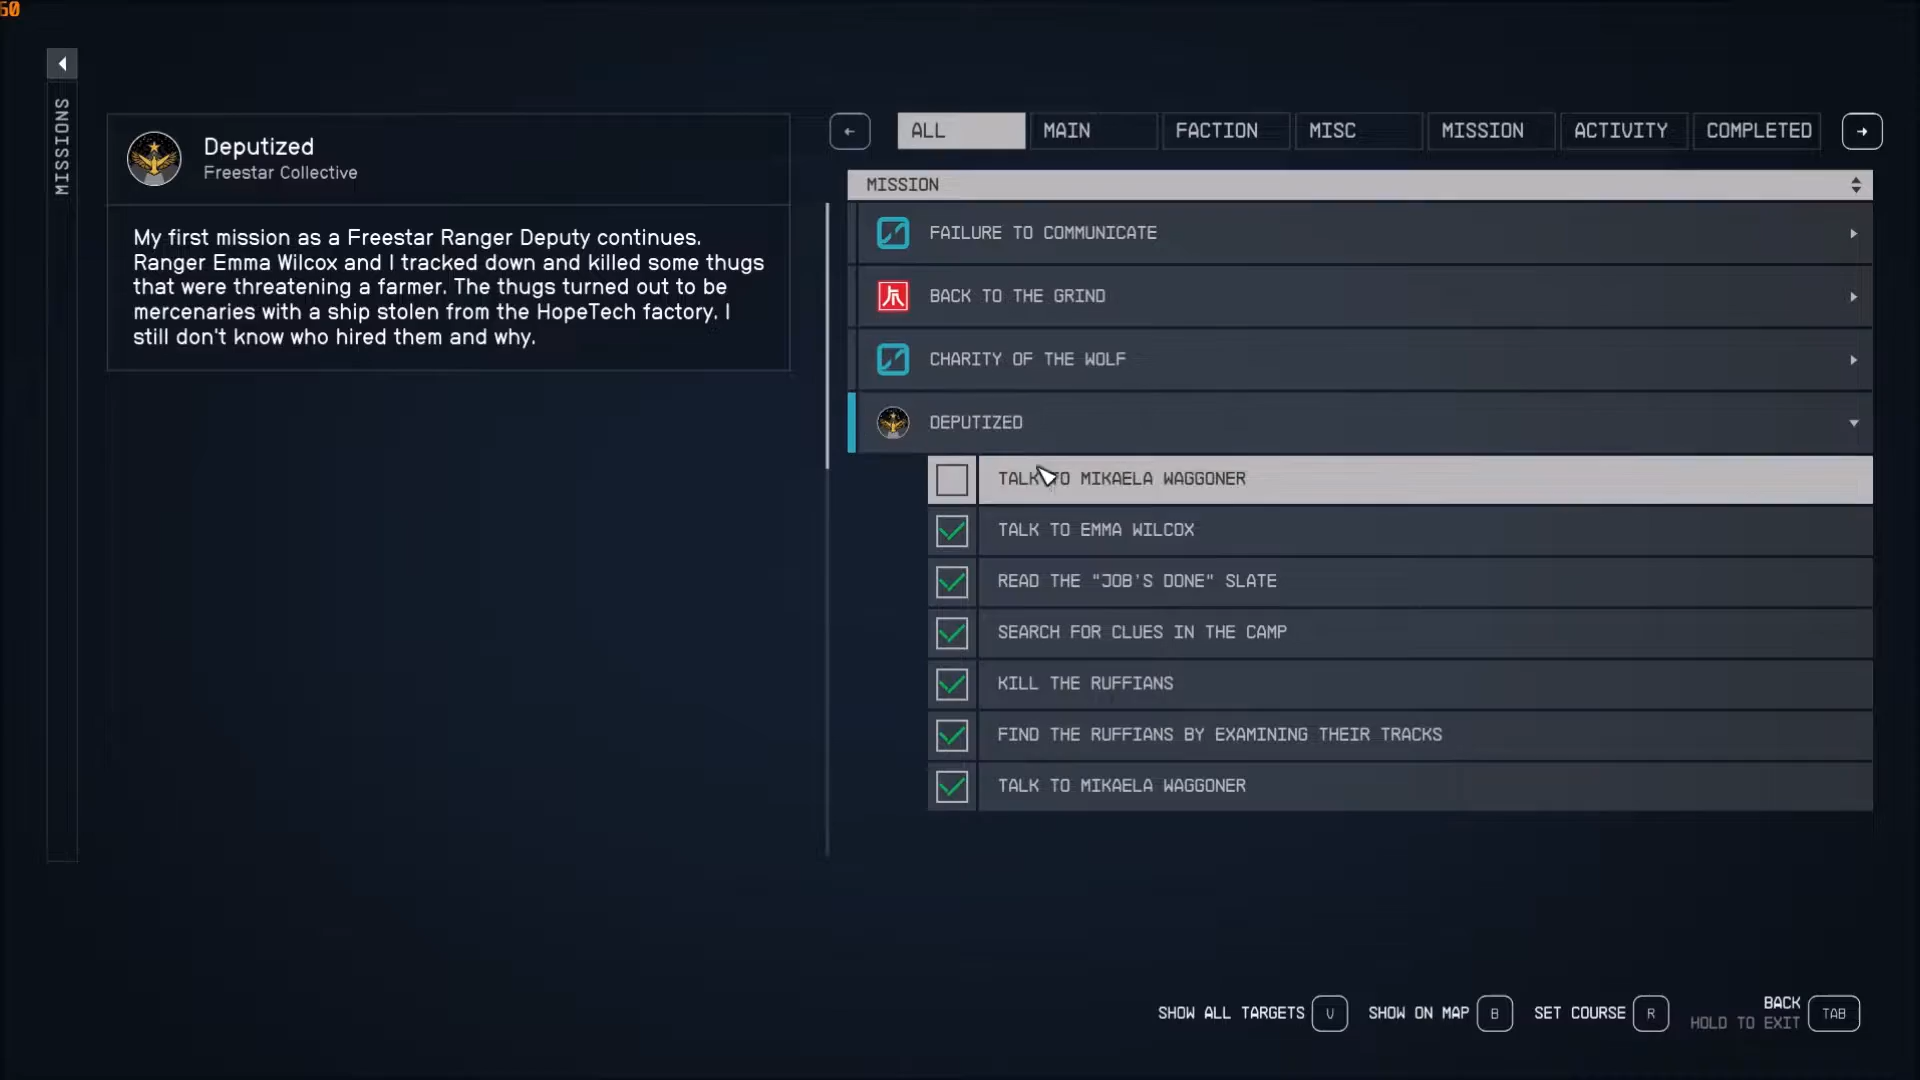 60
MISSIONS
Deputized
Freestar Collective
My first mission as a Freestar Ranger Deputy continues.
Ranger Emma Wilcox and I tracked down and killed some thugs
that were threatening a farmer. The thugs turned out to be
mercenaries with a ship stolen from the HopeTech factory. I
still don't know who hired them and why.
ALL MAIN FACTION MISC MISSION ACTIVITY COMPLETED
MISSION
FAILURE TO COMMUNICATE
BACK TO THE GRIND
CHARITY OF THE WOLF
DEPUTIZED
TALK TO MIKAELA WAGGONER
TALK TO EMMA WILCOX
READ THE "JOB'S DONE" SLATE
SEARCH FOR CLUES IN THE CAMP
KILL THE RUFFIANS
FIND THE RUFFIANS BY EXAMINING THEIR TRACKS
TALK TO MIKAELA WAGGONER
SHOW ALL TARGETS V SHOW ON MAP B SET COURSE R BACK TAB
HOLD TO EXIT